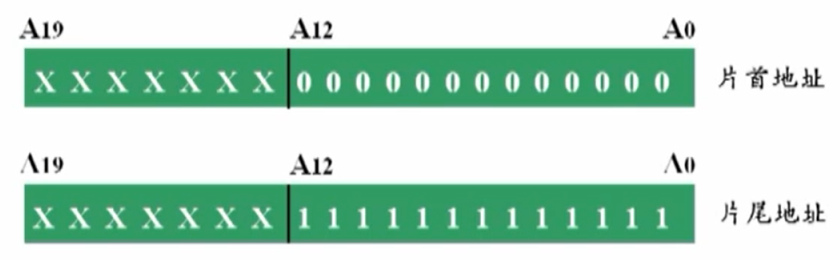 A19 A12 A0
X X X X X X X 0 0 0 0 0 0 0 0 0 0 0 0 0 片首地址
A19 A12 A0
X X X X X X X 1 1 1 1 1 1 1 1 1 1 1 1 1 片尾地址